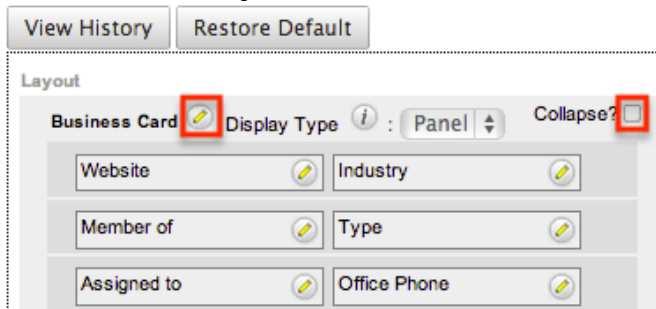 View History Restore Default
Layout
Business Card Display Type i : Panel Collapse?
Website Industry
Member of Type
Assigned to Office Phone